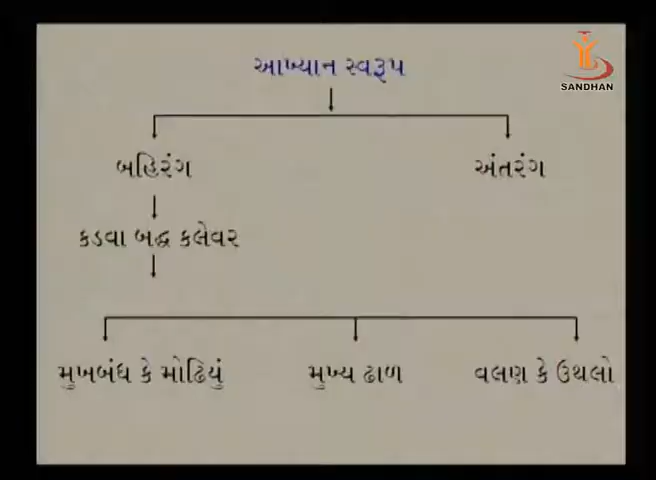 આખ્યાન સ્વરૂપ
SANDHAN
બહિરંગ
અંતરંગ
કડવા બદ્ધ કલેવર
મુખબંધ કે મોઢિયું
મુખ્ય ઢાળ
વલણ કે ઉથલો